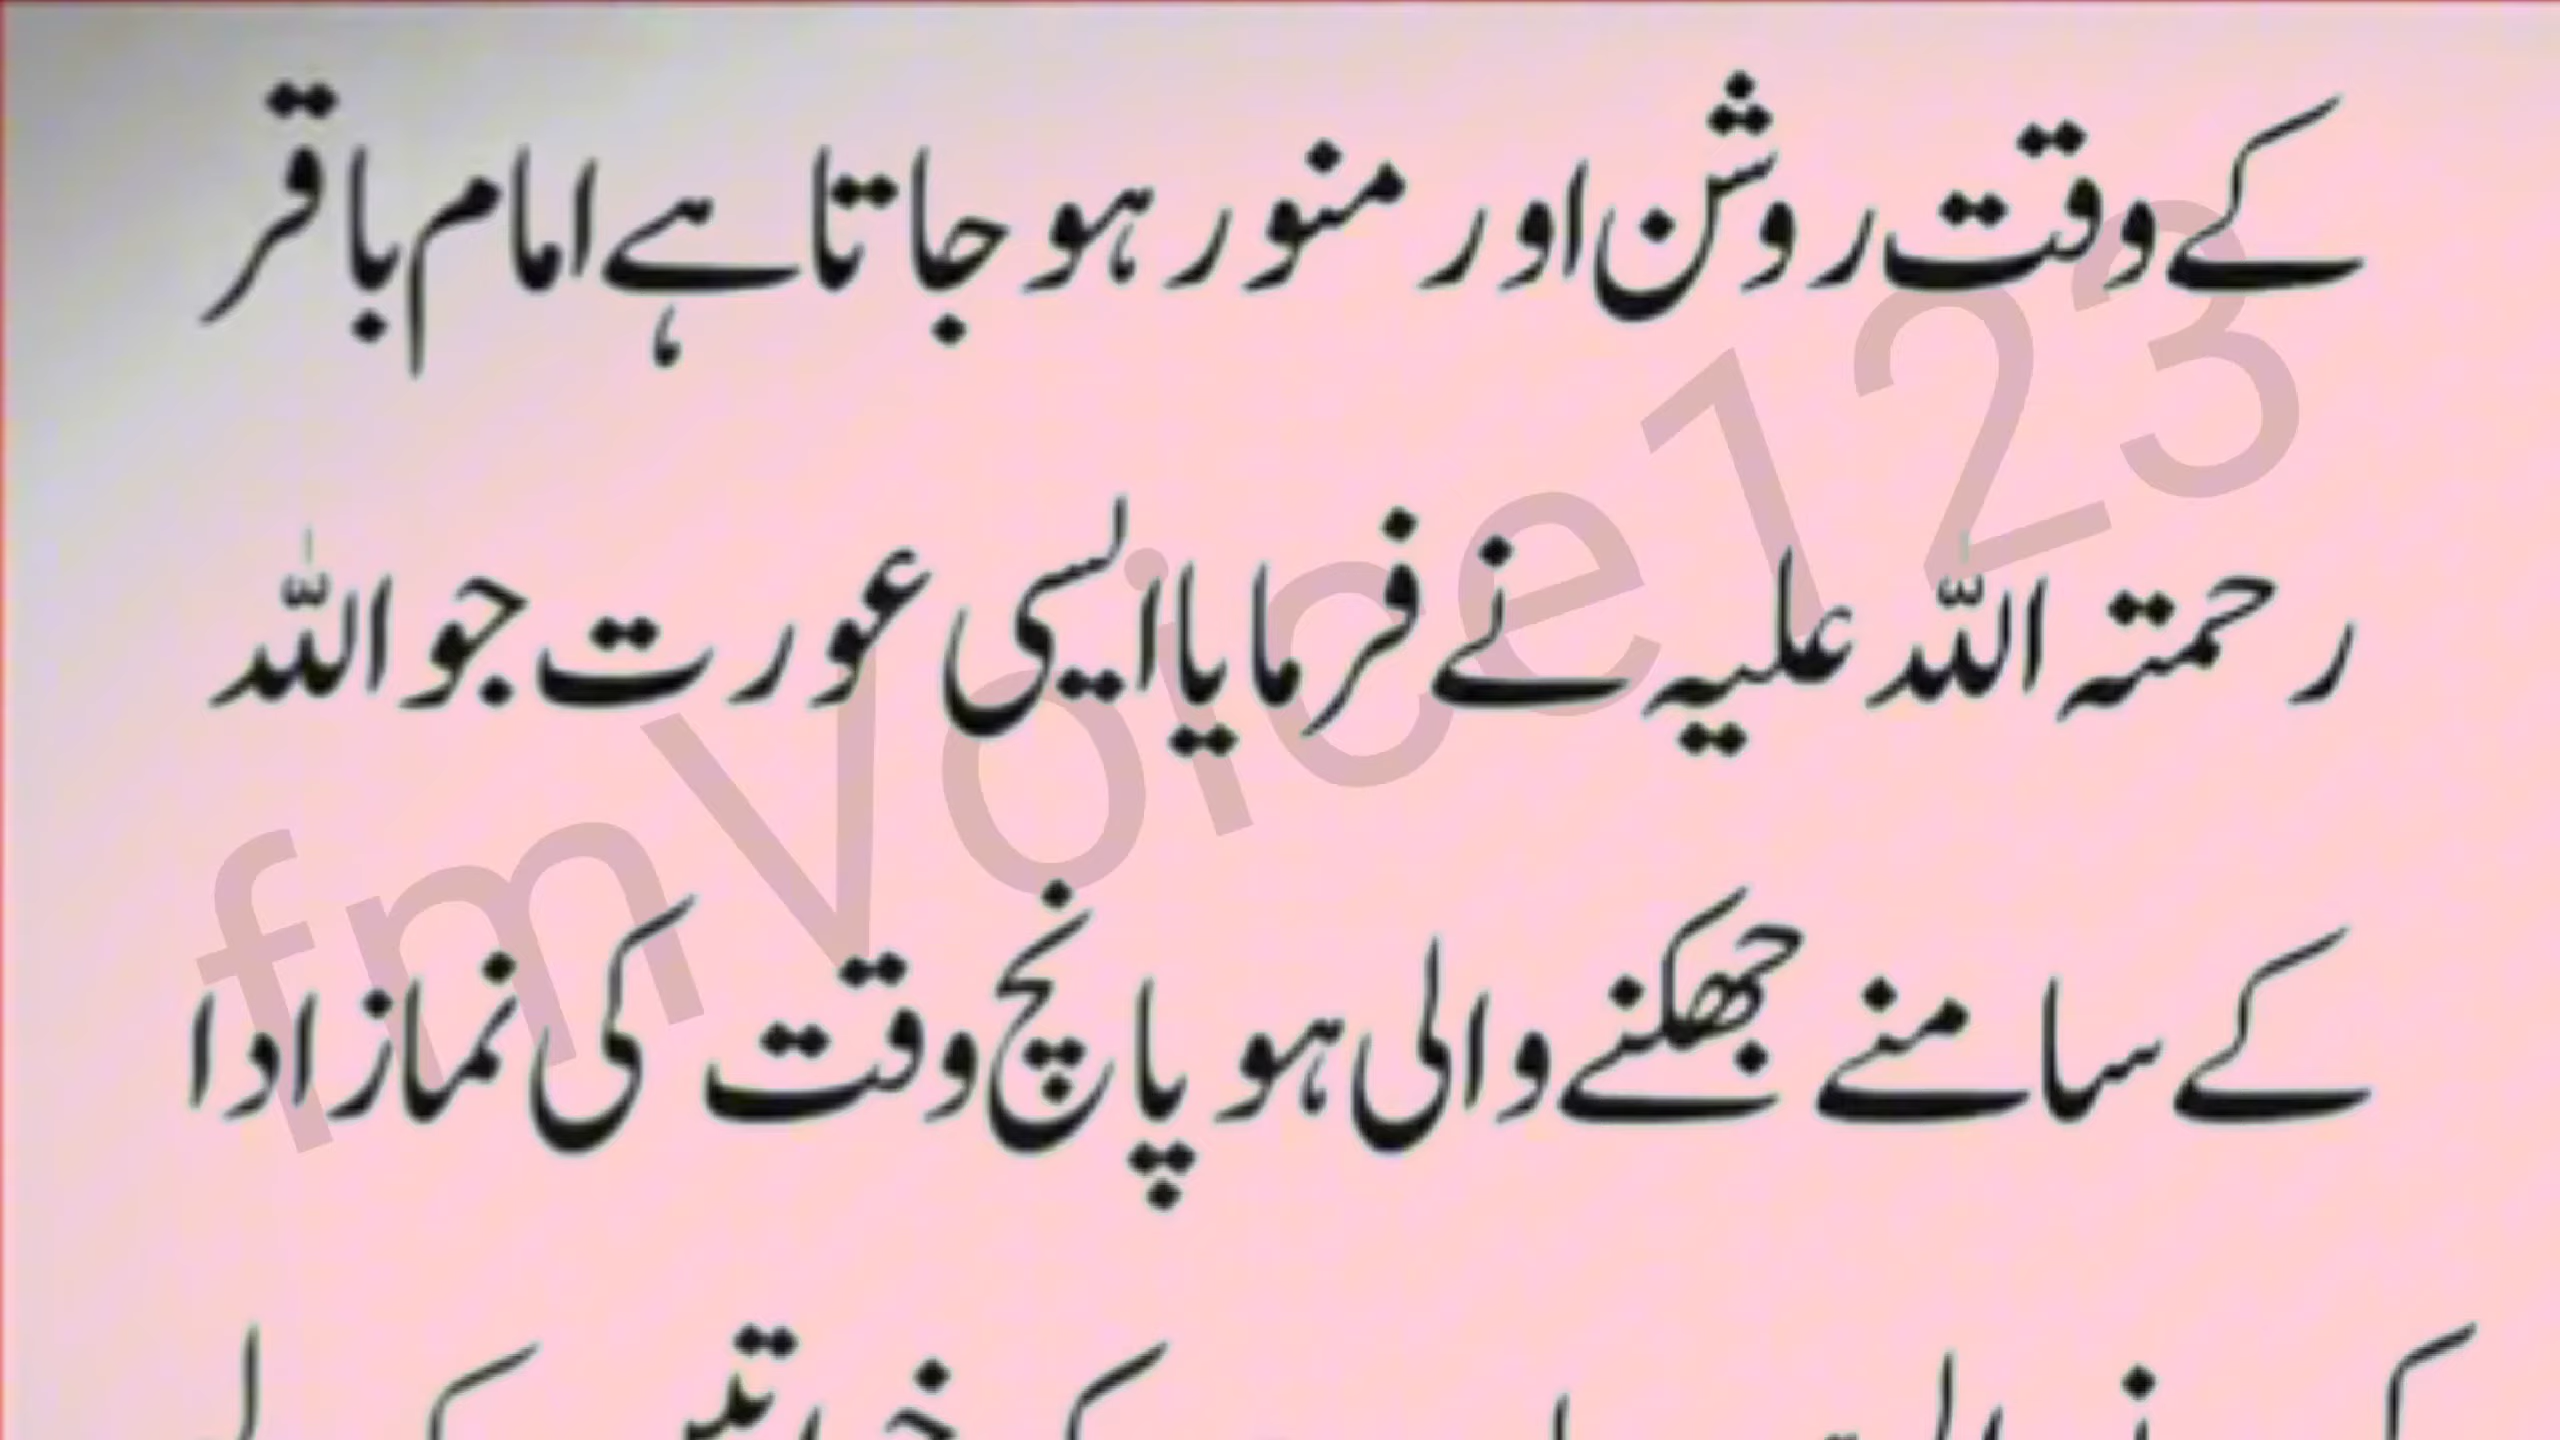 کے وقت روشن اور منور ہو جاتا ہے امام باقر
رحمتہ اللہ علیہ نے فرمایا ایسی عورت جو اللہ
کے سامنے جھکنے والی ہو پانچ وقت کی نماز ادا
fmVoice123